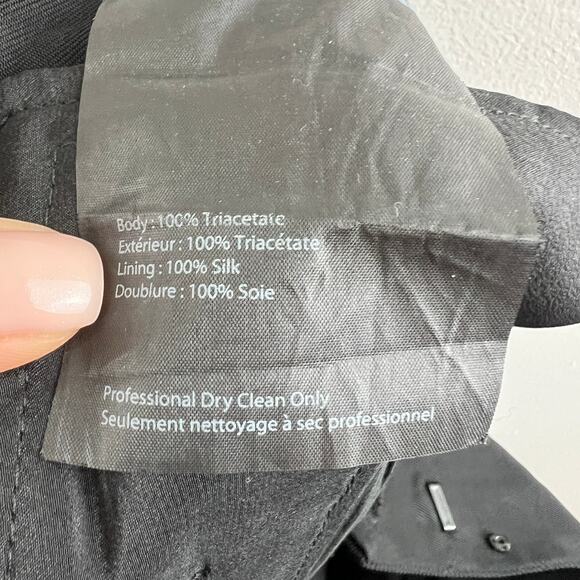 Body : 100% Triacetate
Extérieur : 100% Triacétate
Lining : 100% Silk
Doublure : 100% Soie
Professional Dry Clean Only
Seulement nettoyage à sec professionnel